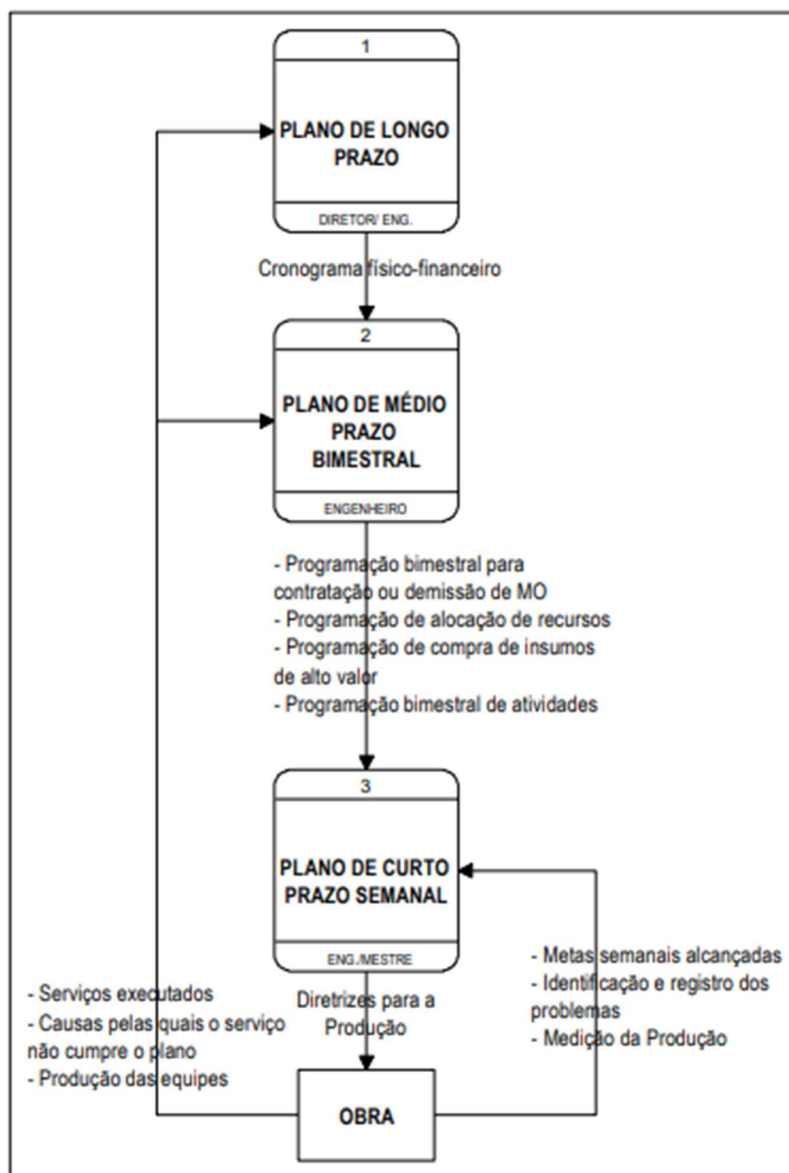 1
PLANO DE LONGO
PRAZO
DIRETOR/ ENG.
Cronograma físico-financeiro
2
PLANO DE MÉDIO
PRAZO
BIMESTRAL
ENGENHEIRO
- Programação bimestral para
contratação ou demissão de MO
- Programação de alocação de recursos
- Programação de compra de insumos
de alto valor
- Programação bimestral de atividades
3
PLANO DE CURTO
PRAZO SEMANAL
ENG./MESTRE
- Serviços executados
- Causas pelas quais o serviço
não cumpre o plano
- Produção das equipes
Diretrizes para a
Produção
- Metas semanais alcançadas
- Identificação e registro dos
problemas
- Medição da Produção
OBRA